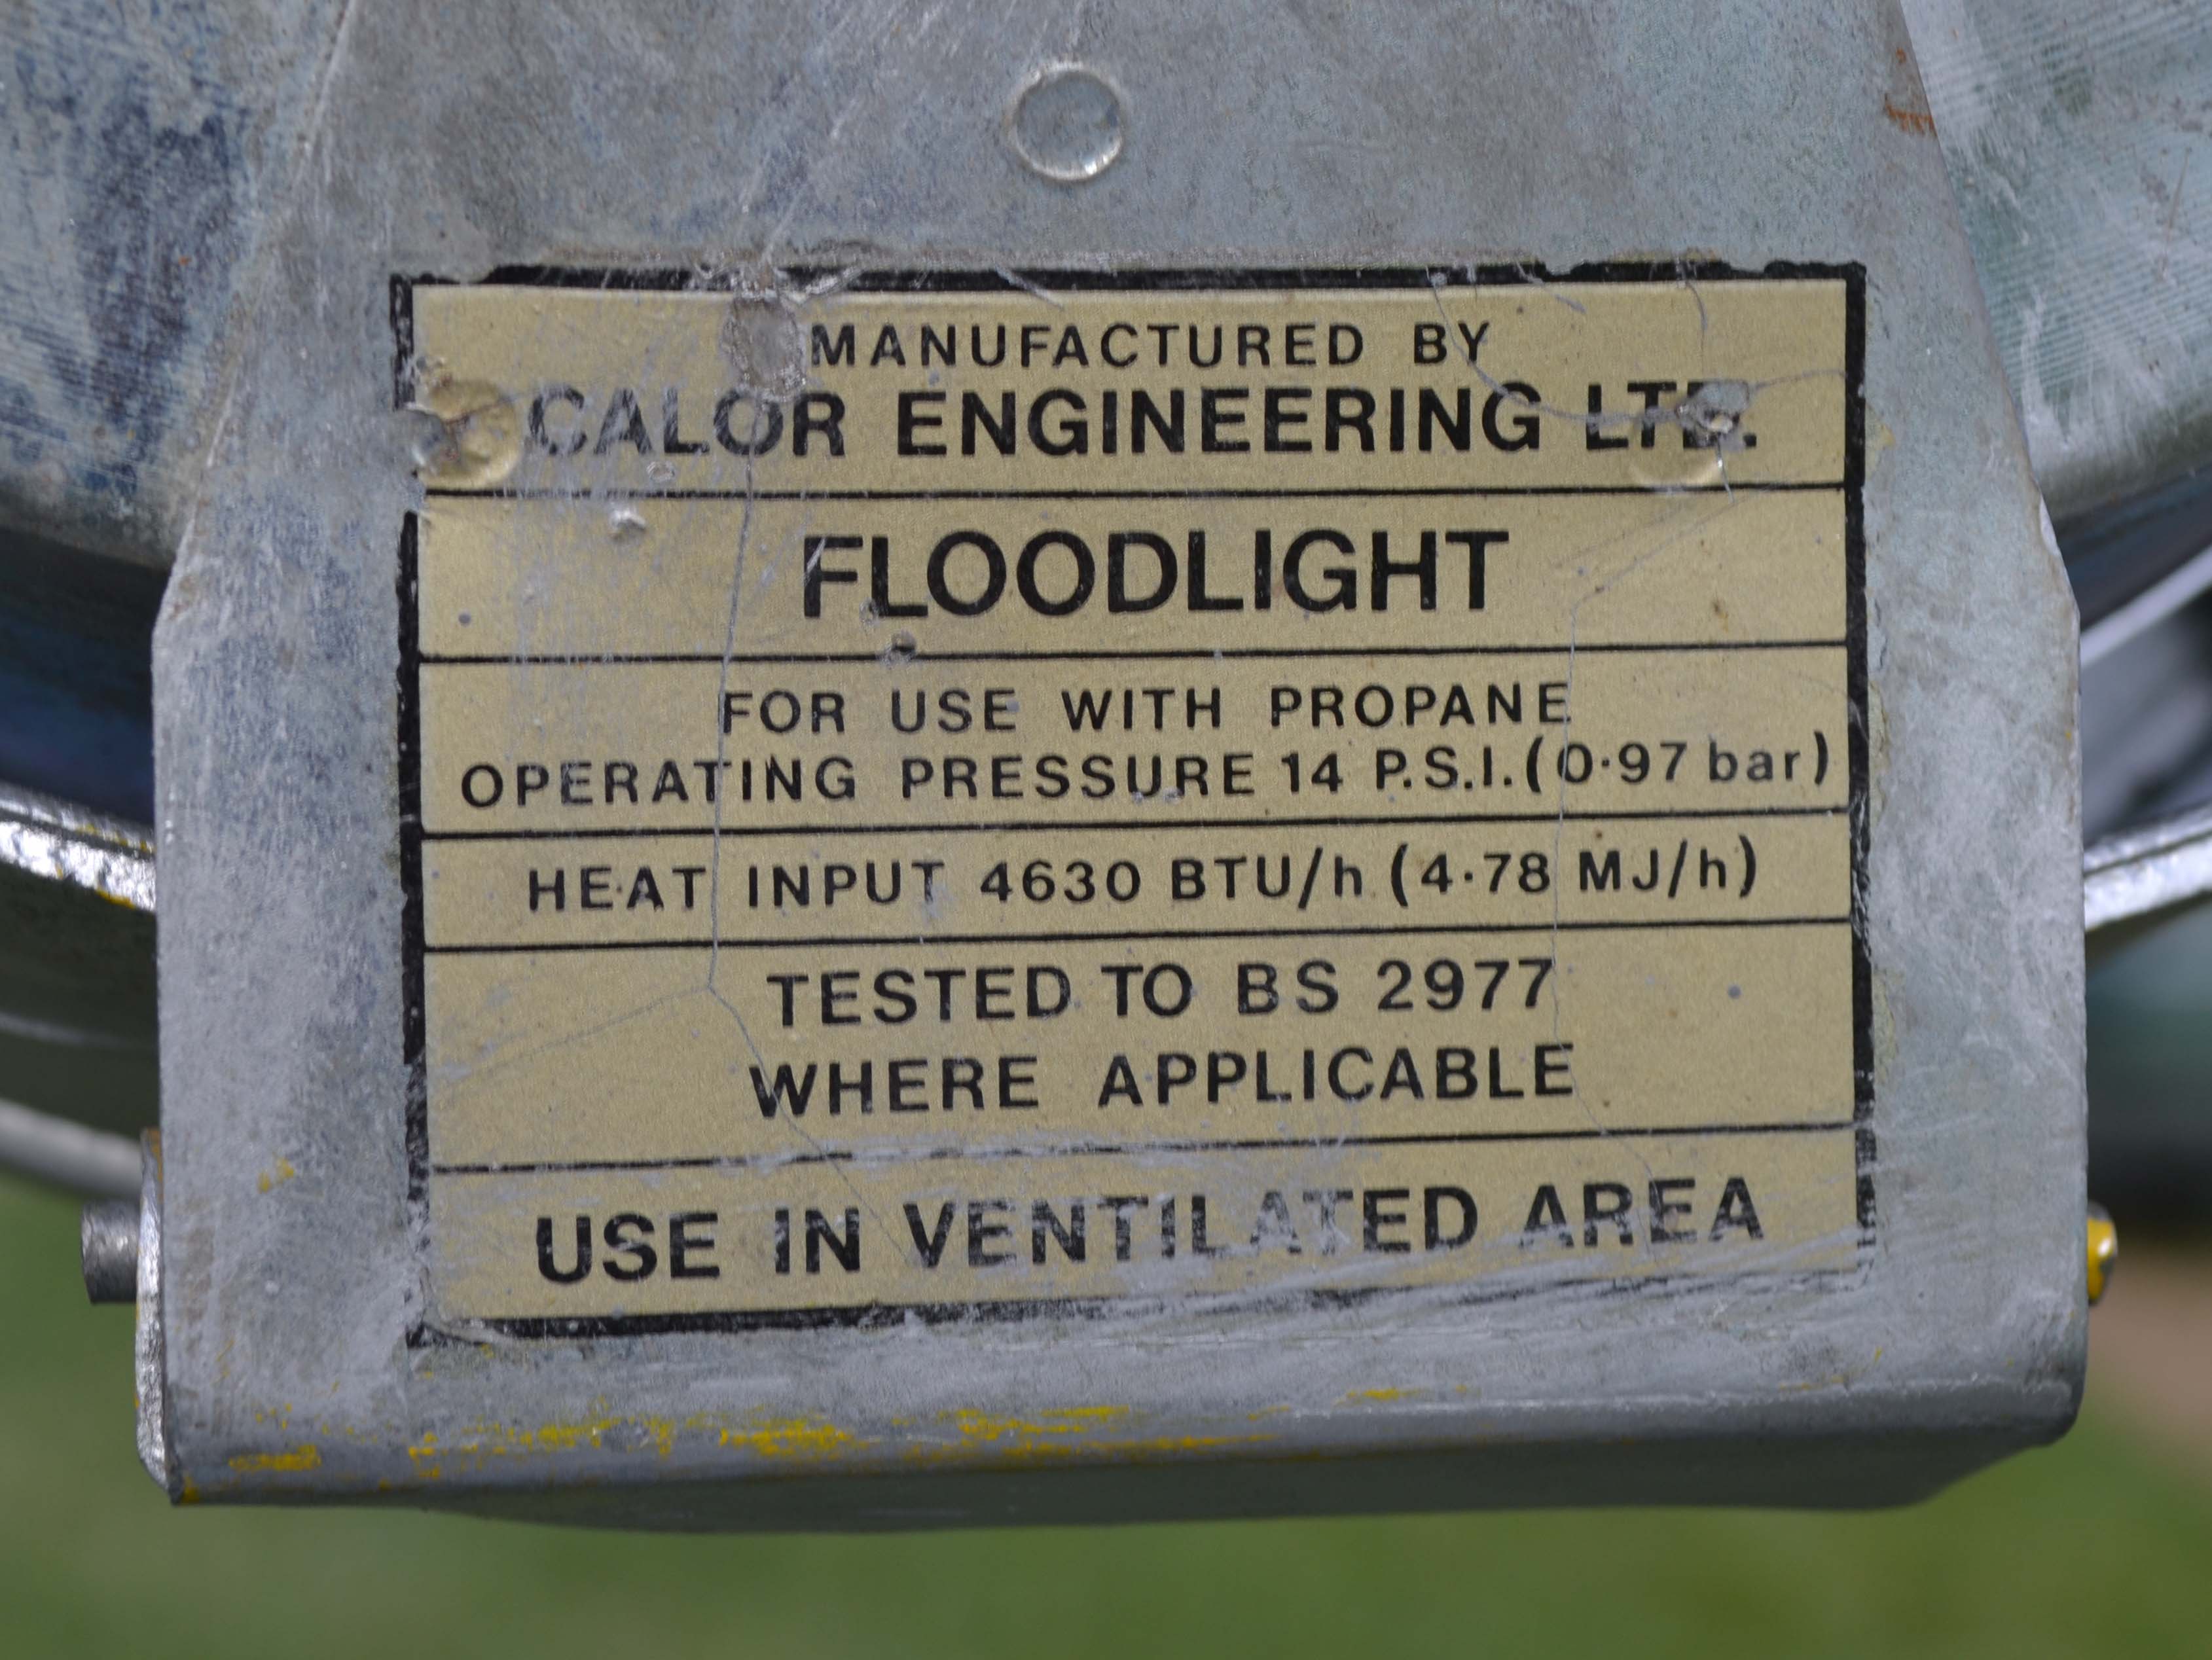 MANUFACTURED BY
CALOR ENGINEERING LTD.
FLOODLIGHT
FOR USE WITH PROPANE
OPERATING PRESSURE 14 P.S.I. (0·97 bar)
HEAT INPUT 4630 BTU/h (4·78 MJ/h)
TESTED TO BS 2977
WHERE APPLICABLE
USE IN VENTILATED AREA